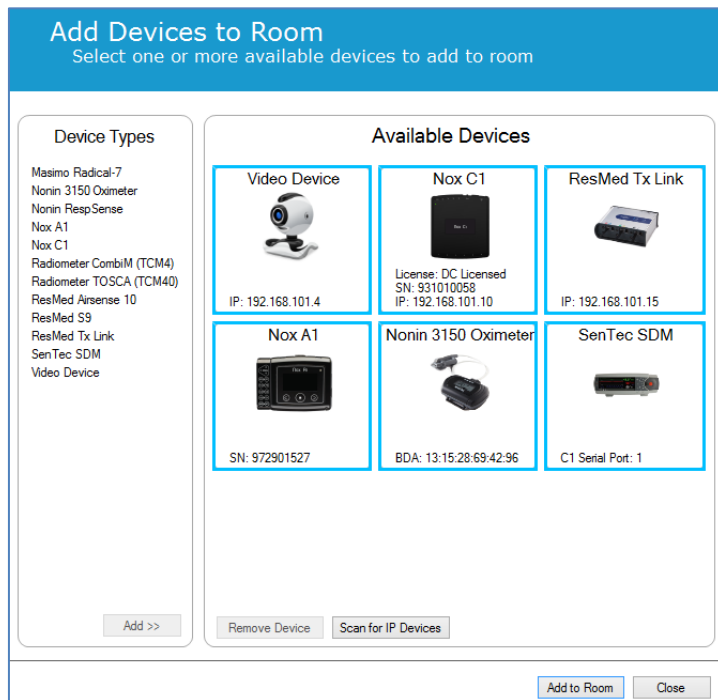 Add Devices to Room
Select one or more available devices to add to room
Device Types
Masimo Radical-7
Nonin 3150 Oximeter
Nonin RespSense
Nox A1
Nox C1
Radiometer CombiM (TCM4)
Radiometer TOSCA (TCM40)
ResMed Airsense 10
ResMed S9
ResMed Tx Link
SenTec SDM
Video Device
Add >>
Available Devices
Video Device
IP: 192.168.101.4
Nox C1
Nox C1
License: DC Licensed
SN: 931010058
IP: 192.168.101.10
ResMed Tx Link
IP: 192.168.101.15
Nox A1
Nox A1
SN: 972901527
Nonin 3150 Oximeter
BDA: 13:15:28:69:42:96
SenTec SDM
C1 Serial Port: 1
Remove Device
Scan for IP Devices
Add to Room
Close